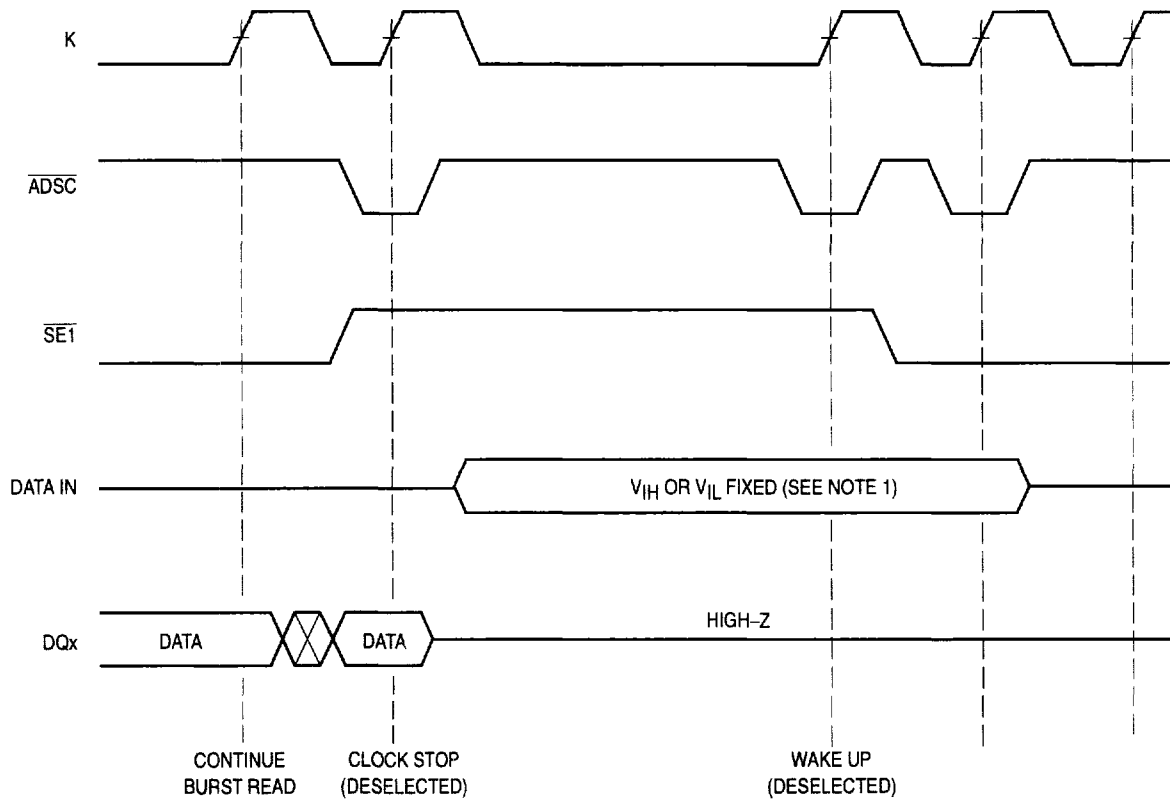 K
ADSC
SE1
DATA IN
VIH OR VIL FIXED (SEE NOTE 1)
DQx
DATA
DATA
HIGH–Z
CONTINUE
BURST READ
CLOCK STOP
(DESELECTED)
WAKE UP
(DESELECTED)